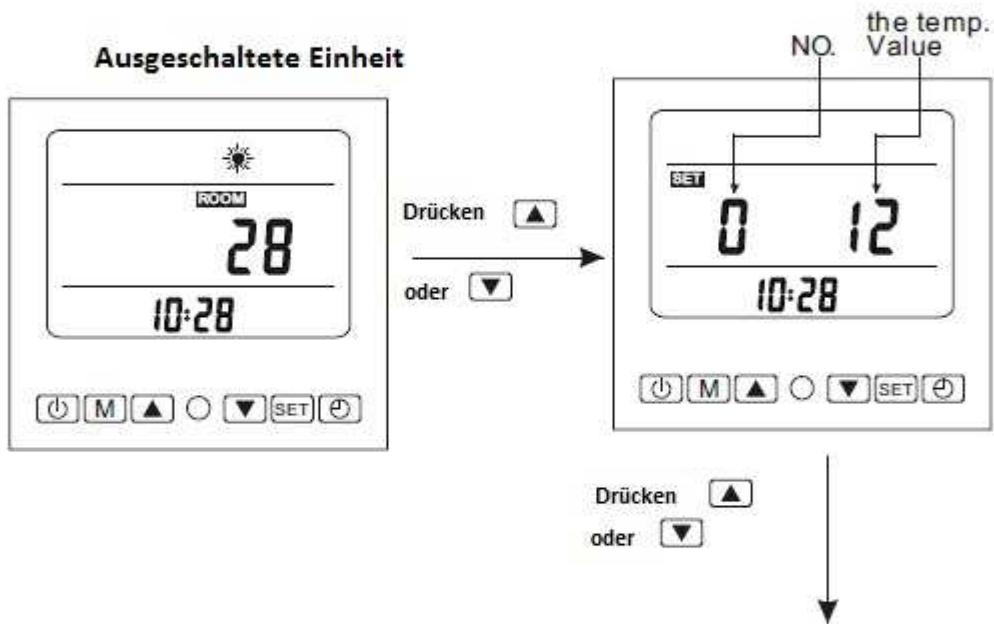 the temp.
NO. Value
Ausgeschaltete Einheit
ROOM
28
10:28
M SET
Drücken
oder
SET
0 12
10:28
M SET
Drücken
oder